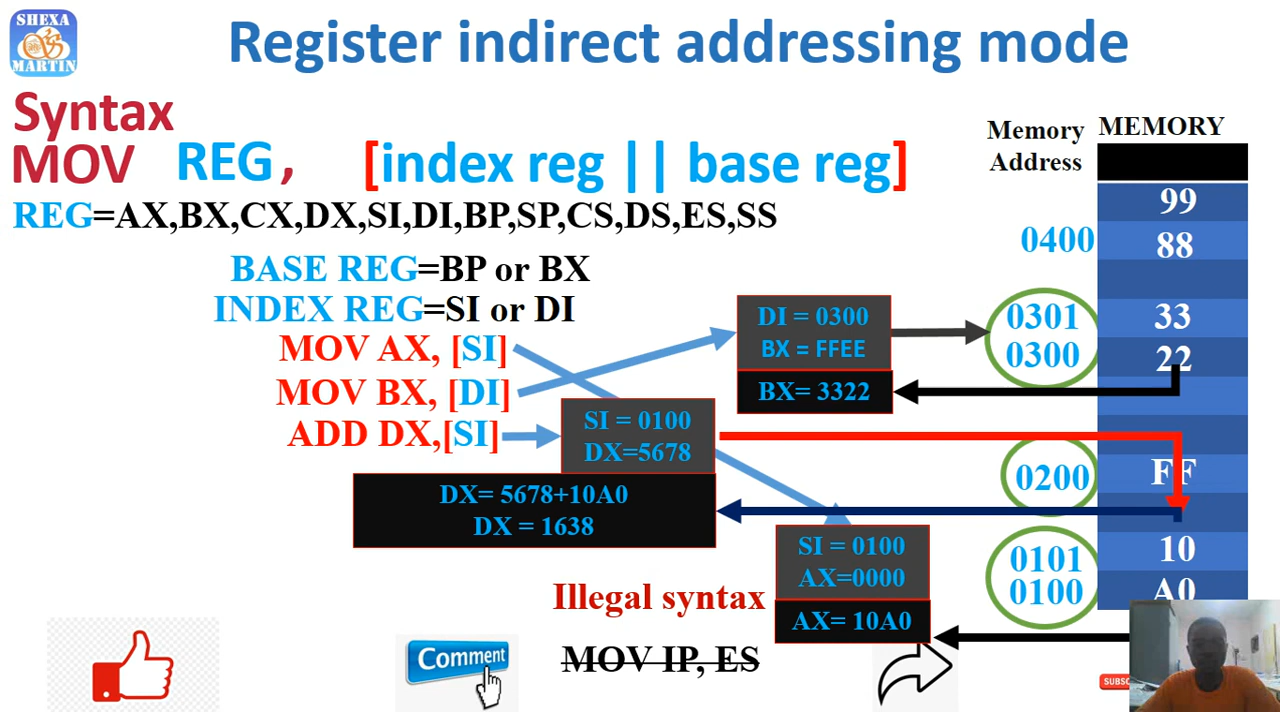 SHEXA
MARTIN
Register indirect addressing mode
Syntax
MOV REG, [index reg || base reg]
REG=AX,BX,CX,DX,SI,DI,BP,SP,CS,DS,ES,SS
BASE REG=BP or BX
INDEX REG=SI or DI
MOV AX, [SI]
MOV BX, [DI]
ADD DX,[SI]
DI = 0300
BX = FFEE
BX= 3322
SI = 0100
DX=5678
DX= 5678+10A0
DX = 1638
SI = 0100
AX=0000
AX= 10A0
Illegal syntax
MOV IP, ES
Memory
Address
MEMORY
99
0400 88
0301 33
0300 22
0200 FF
0101 10
0100 A0
Comment